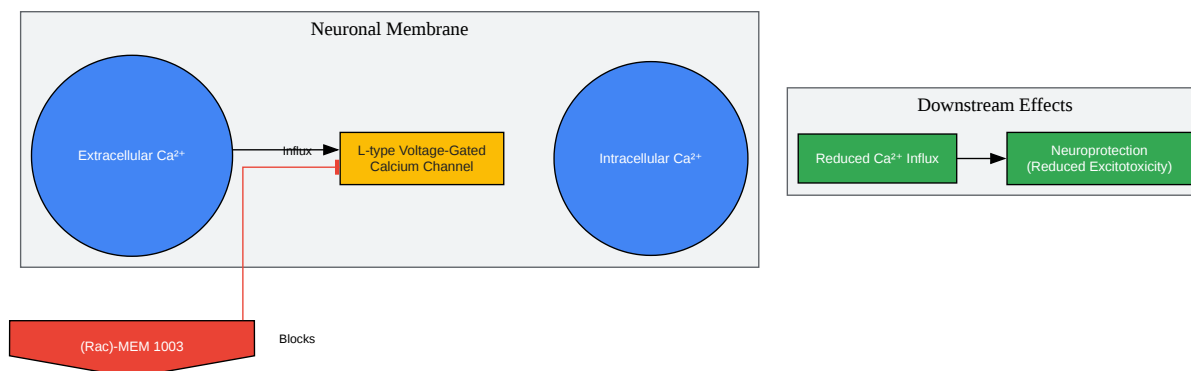 Neuronal Membrane
Extracellular Ca²⁺
Influx
L-type Voltage-Gated
Calcium Channel
Intracellular Ca²⁺
Downstream Effects
Reduced Ca²⁺ Influx
Neuroprotection
(Reduced Excitotoxicity)
(Rac)-MEM 1003
Blocks